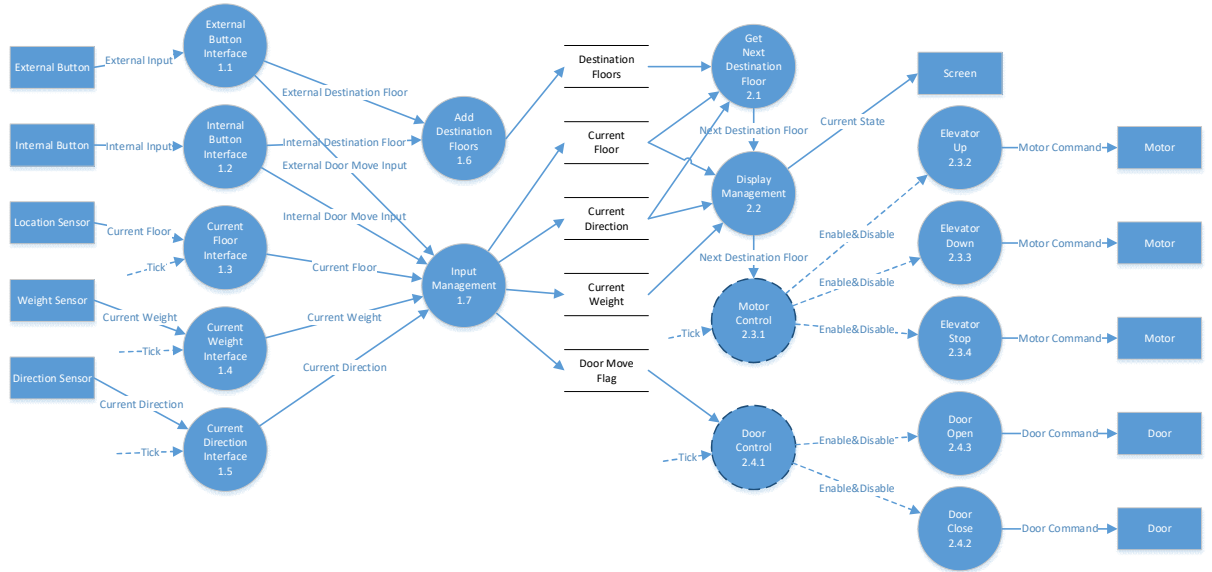 External Button
External Input
External
Button
Interface
1.1
Internal Button
Internal Input
Internal
Button
Interface
1.2
Location Sensor
Current Floor
Tick
Current
Floor
Interface
1.3
Weight Sensor
Current Weight
Tick
Current
Weight
Interface
1.4
Direction Sensor
Current Direction
Tick
Current
Direction
Interface
1.5
External Destination Floor
Internal Destination Floor
External Door Move Input
Internal Door Move Input
Current Floor
Current Weight
Current Direction
Add
Destination
Floors
1.6
Input
Management
1.7
Destination
Floors
Current
Floor
Current
Direction
Current
Weight
Door Move
Flag
Get
Next
Destination
Floor
2.1
Next Destination Floor
Display
Management
2.2
Current State
Screen
Next Destination Floor
Tick
Motor
Control
2.3.1
Tick
Door
Control
2.4.1
Enable&Disable
Enable&Disable
Enable&Disable
Enable&Disable
Enable&Disable
Elevator
Up
2.3.2
Motor Command
Motor
Elevator
Down
2.3.3
Motor Command
Motor
Elevator
Stop
2.3.4
Motor Command
Motor
Door
Open
2.4.3
Door Command
Door
Door
Close
2.4.2
Door Command
Door